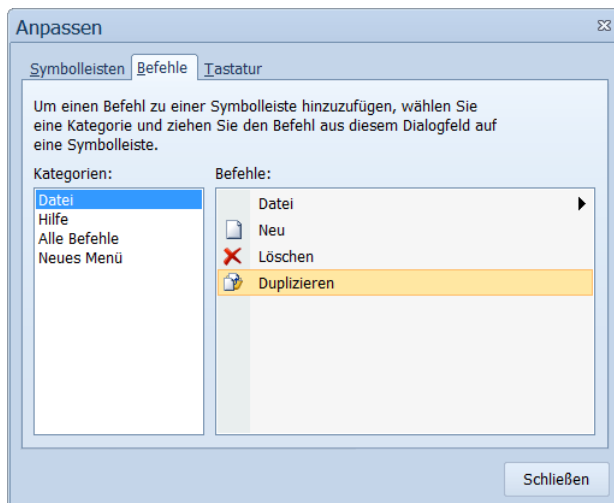 Anpassen
Symbolleisten Befehle Tastatur
Um einen Befehl zu einer Symbolleiste hinzuzufügen, wählen Sie
eine Kategorie und ziehen Sie den Befehl aus diesem Dialogfeld auf
eine Symbolleiste.
Kategorien: Befehle:
Datei
Hilfe
Alle Befehle
Neues Menü
Datei
Neu
Löschen
Duplizieren
Schließen